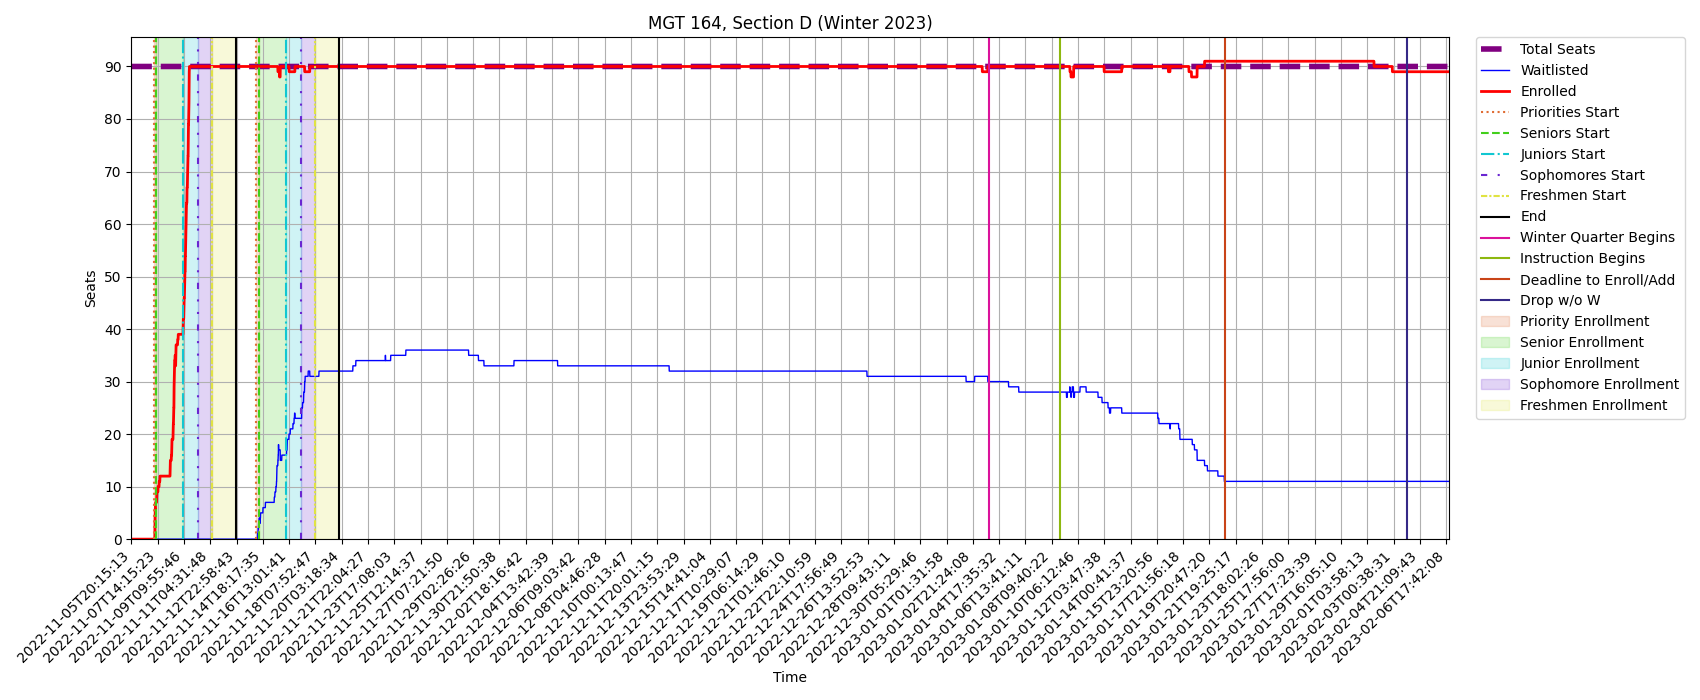 MGT 164, Section D (Winter 2023)
Seats
90
80
70
60
50
40
30
20
10
0
2022-11-05T20:15:13
2022-11-07T14:15:23
2022-11-09T09:55:46
2022-11-11T04:31:48
2022-11-12T22:58:43
2022-11-14T18:17:35
2022-11-16T13:01:41
2022-11-18T07:52:47
2022-11-20T03:18:34
2022-11-21T22:04:27
2022-11-23T17:08:03
2022-11-25T12:14:37
2022-11-27T07:21:50
2022-11-29T02:26:26
2022-11-30T21:50:38
2022-12-02T18:16:42
2022-12-04T13:42:39
2022-12-06T09:03:42
2022-12-08T04:46:28
2022-12-10T00:13:47
2022-12-11T20:01:15
2022-12-13T23:53:29
2022-12-15T14:41:04
2022-12-17T10:29:07
2022-12-19T06:14:29
2022-12-21T01:46:10
2022-12-22T22:10:59
2022-12-24T17:56:49
2022-12-26T13:52:53
2022-12-28T09:43:11
2022-12-30T05:29:46
2023-01-01T01:31:58
2023-01-02T21:24:08
2023-01-04T17:35:32
2023-01-06T13:41:11
2023-01-08T09:40:22
2023-01-10T06:12:46
2023-01-12T03:47:38
2023-01-14T00:41:37
2023-01-15T23:20:56
2023-01-17T21:56:18
2023-01-19T20:47:20
2023-01-21T19:25:17
2023-01-23T18:02:26
2023-01-25T17:56:00
2023-01-27T17:23:39
2023-01-29T16:05:10
2023-02-01T03:58:13
2023-02-03T00:38:31
2023-02-04T21:09:43
2023-02-06T17:42:08
Time
Total Seats
Waitlisted
Enrolled
Priorities Start
Seniors Start
Juniors Start
Sophomores Start
Freshmen Start
End
Winter Quarter Begins
Instruction Begins
Deadline to Enroll/Add
Drop w/o W
Priority Enrollment
Senior Enrollment
Junior Enrollment
Sophomore Enrollment
Freshmen Enrollment